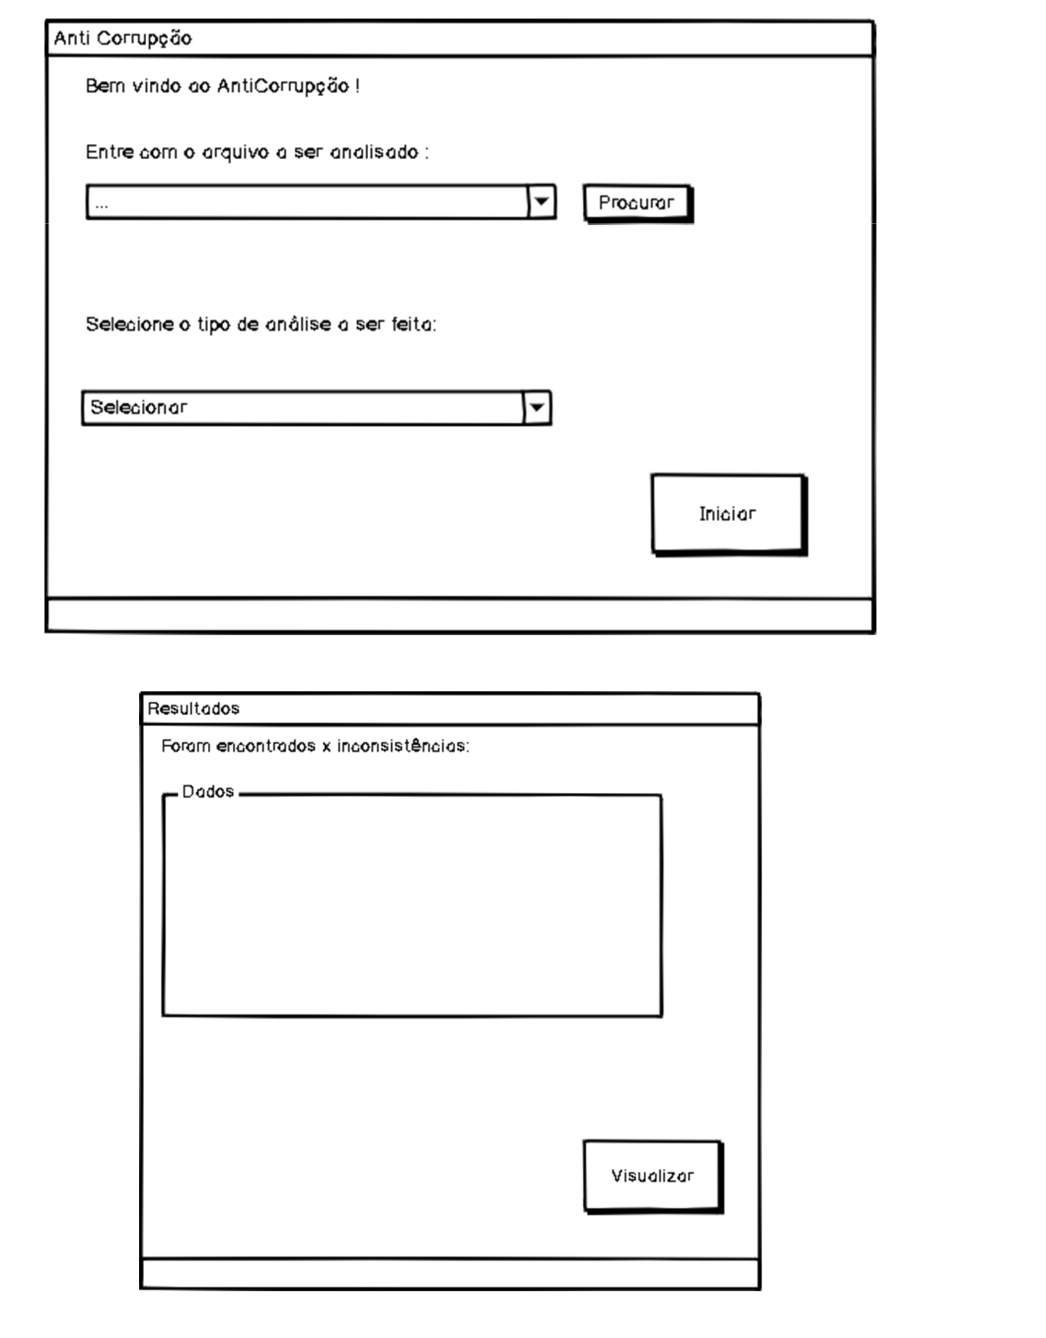 Anti Corrupção
Bem vindo ao AntiCorrupção !
Entre com o arquivo a ser analisado :
...
Procurar
Selecione o tipo de análise a ser feita:
Selecionar
Iniciar
Resultados
Foram encontrados x inconsistências:
Dados
Visualizar